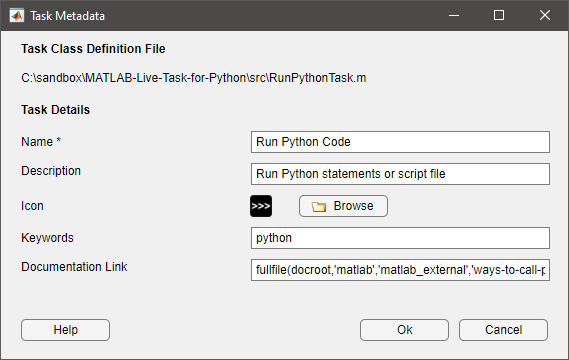 Task Metadata
Task Class Definition File
C:\sandbox\MATLAB-Live-Task-for-Python\src\RunPythonTask.m
Task Details
Name * Run Python Code
Description Run Python statements or script file
Icon >>> Browse
Keywords python
Documentation Link fullfile(docroot,'matlab','matlab_external','ways-to-call-p
Help Ok Cancel